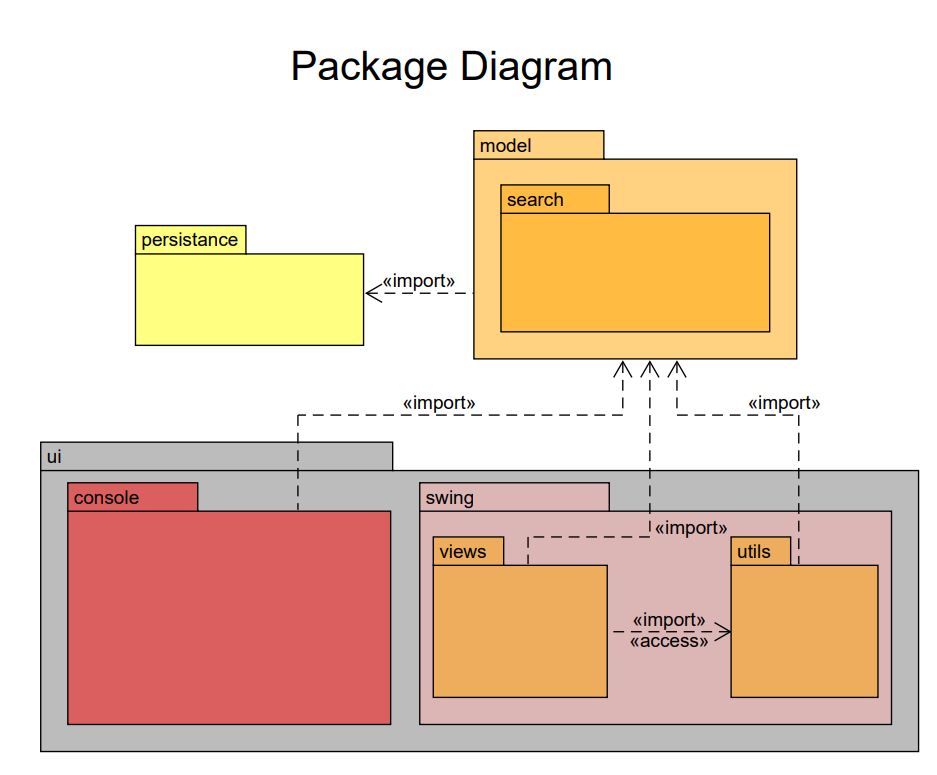 Package Diagram
model
search
persistance
«import»
«import»
«import»
ui
console
swing
«import»
views
utils
«import»
«access»